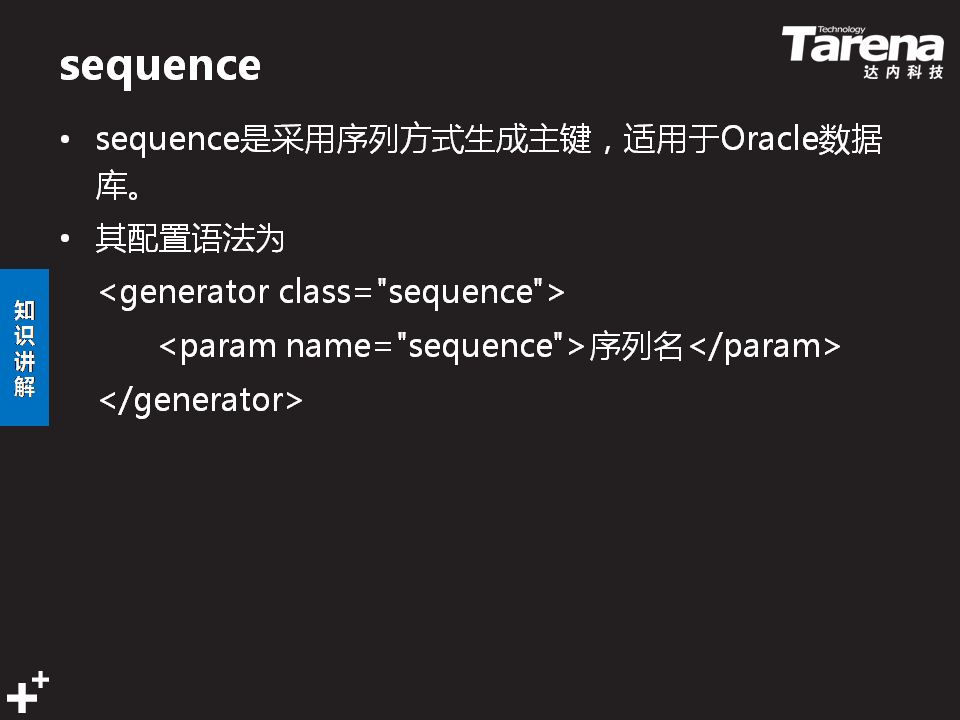 Technology
Tarena
达内科技
sequence
• sequence是采用序列方式生成主键，适用于Oracle数据
库。
• 其配置语法为
<generator class="sequence">
<param name="sequence">序列名</param>
</generator>
知识讲解